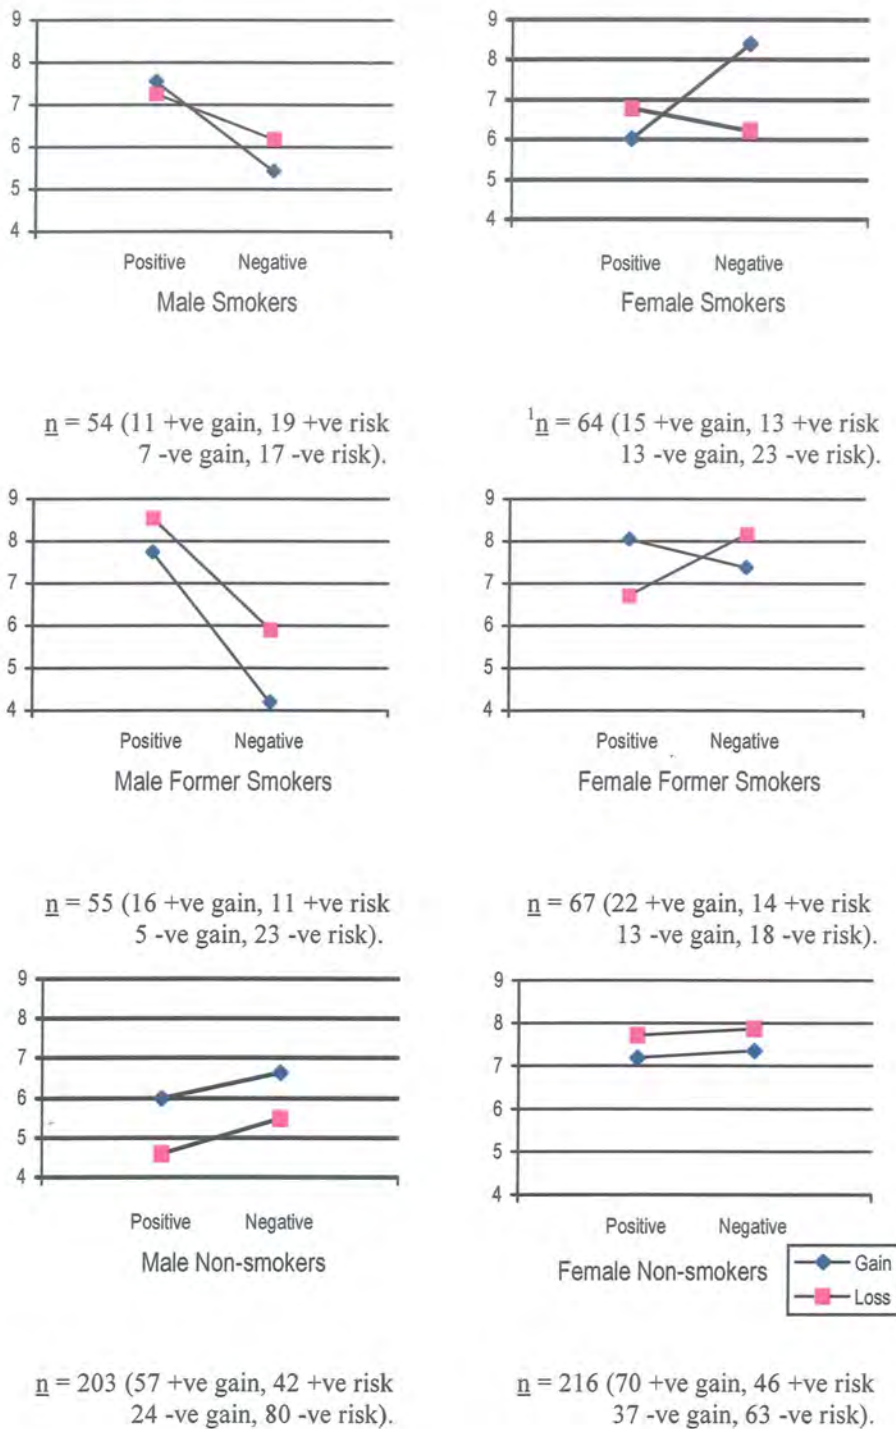 9
8
7
6
5
4
Positive Negative
Male Smokers
9
8
7
6
5
4
Positive Negative
Female Smokers
n = 54 (11 +ve gain, 19 +ve risk
7 -ve gain, 17 -ve risk).
1n = 64 (15 +ve gain, 13 +ve risk
13 -ve gain, 23 -ve risk).
9
8
7
6
5
4
Positive Negative
Male Former Smokers
9
8
7
6
5
4
Positive Negative
Female Former Smokers
n = 55 (16 +ve gain, 11 +ve risk
5 -ve gain, 23 -ve risk).
n = 67 (22 +ve gain, 14 +ve risk
13 -ve gain, 18 -ve risk).
9
8
7
6
5
4
Positive Negative
Male Non-smokers
9
8
7
6
5
4
Positive Negative
Female Non-smokers
Gain
Loss
n = 203 (57 +ve gain, 42 +ve risk
24 -ve gain, 80 -ve risk).
n = 216 (70 +ve gain, 46 +ve risk
37 -ve gain, 63 -ve risk).